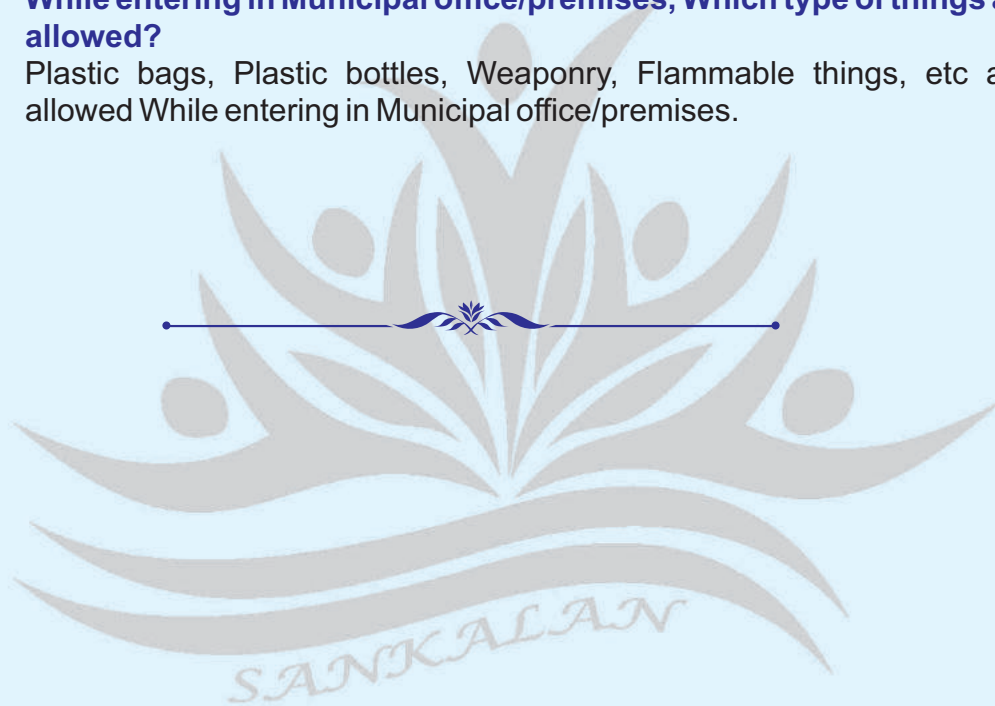 While entering in Municipal office/premises, Which type of things a
allowed?
Plastic bags, Plastic bottles, Weaponry, Flammable things, etc a
allowed While entering in Municipal office/premises.
SANKALAN